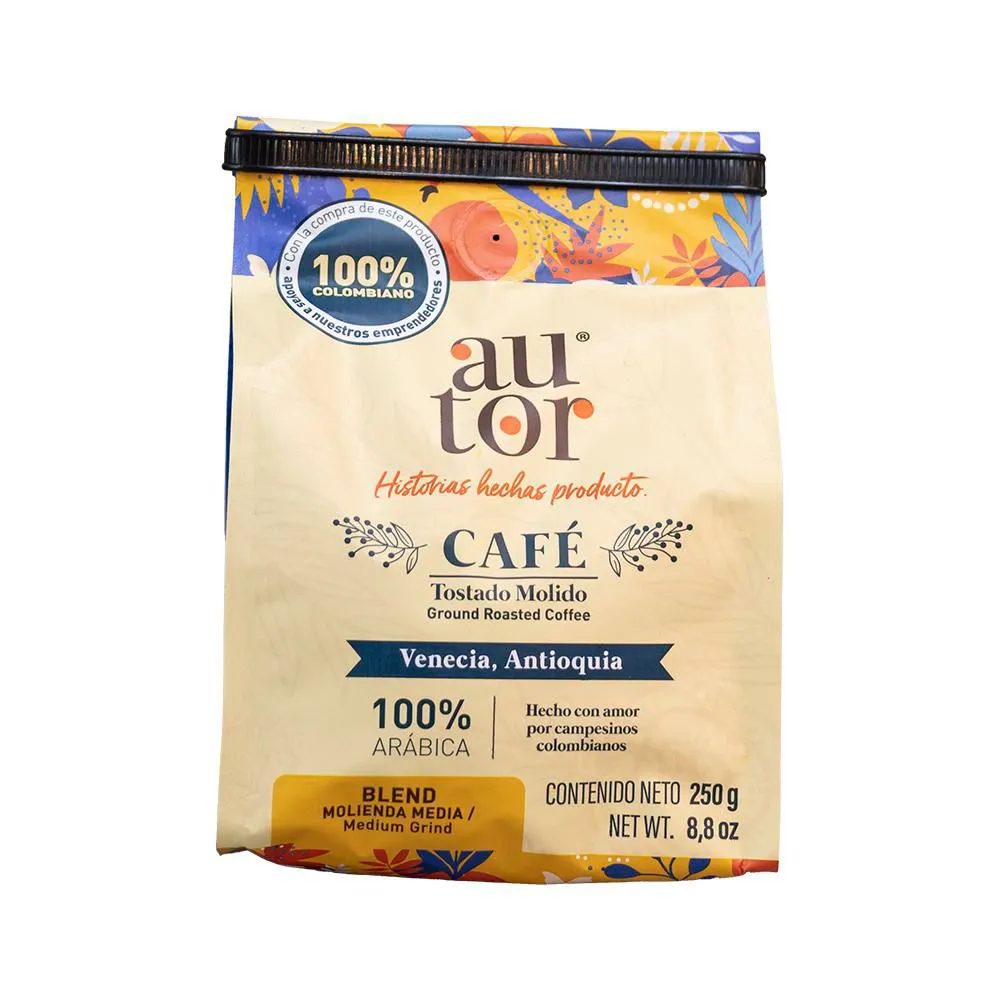 • Con la compra de este producto •
100%
COLOMBIANO
apoyas a nuestros emprendedores
au®
tor
Historias hechas producto.
CAFÉ
Tostado Molido
Ground Roasted Coffee
Venecia, Antioquia
100%
ARÁBICA
Hecho con amor
por campesinos
colombianos
BLEND
MOLIENDA MEDIA /
Medium Grind
CONTENIDO NETO 250 g
NET WT. 8,8 oz